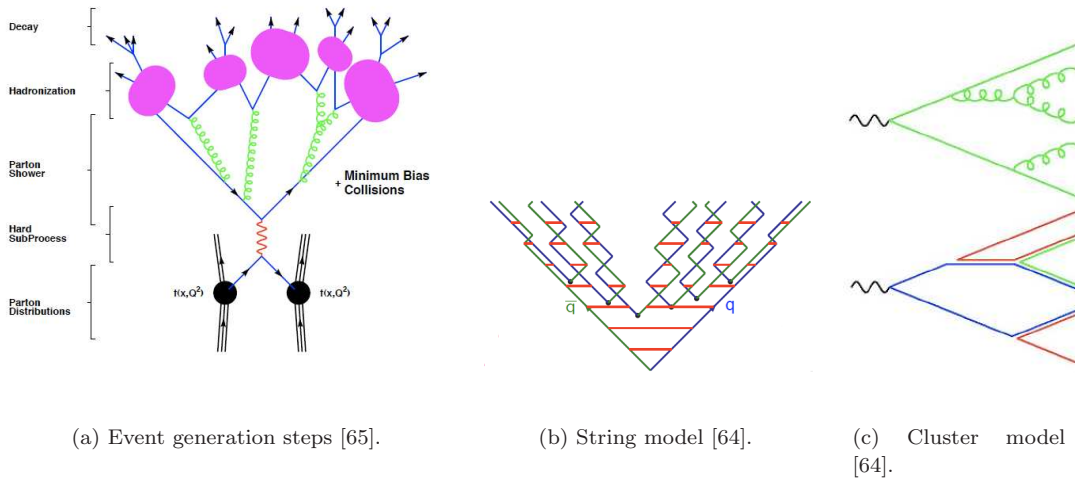 Decay
Hadronization
Parton
Shower
Minimum Bias
+ Collisions
Hard
SubProcess
f(x,Q²)
f(x,Q²)
Parton
Distributions
q̅
q
(a) Event generation steps [65].
(b) String model [64].
(c) Cluster model
[64].